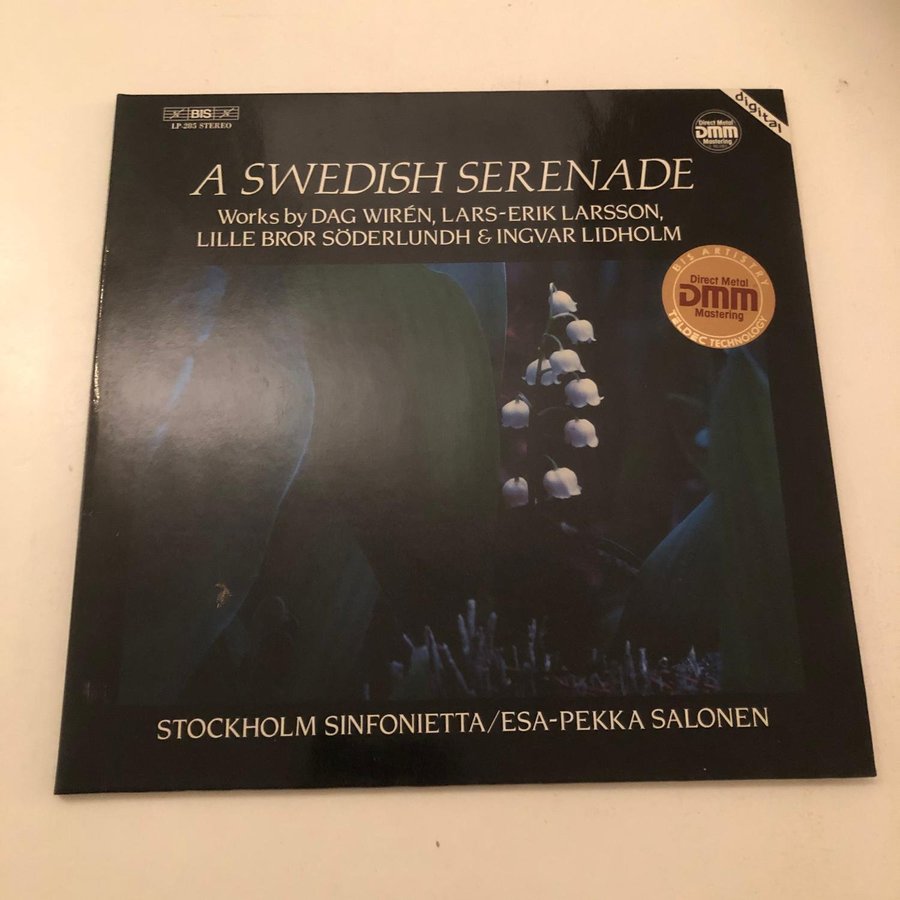 BIS
LP-285 STEREO
digital
Direct Metal
DMM
Mastering
A SWEDISH SERENADE
Works by DAG WIRÉN, LARS-ERIK LARSSON,
LILLE BROR SÖDERLUNDH & INGVAR LIDHOLM
BIS ARTISTRY
Direct Metal
DMM
Mastering
TELDEC TECHNOLOGY
STOCKHOLM SINFONIETTA/ESA-PEKKA SALONEN